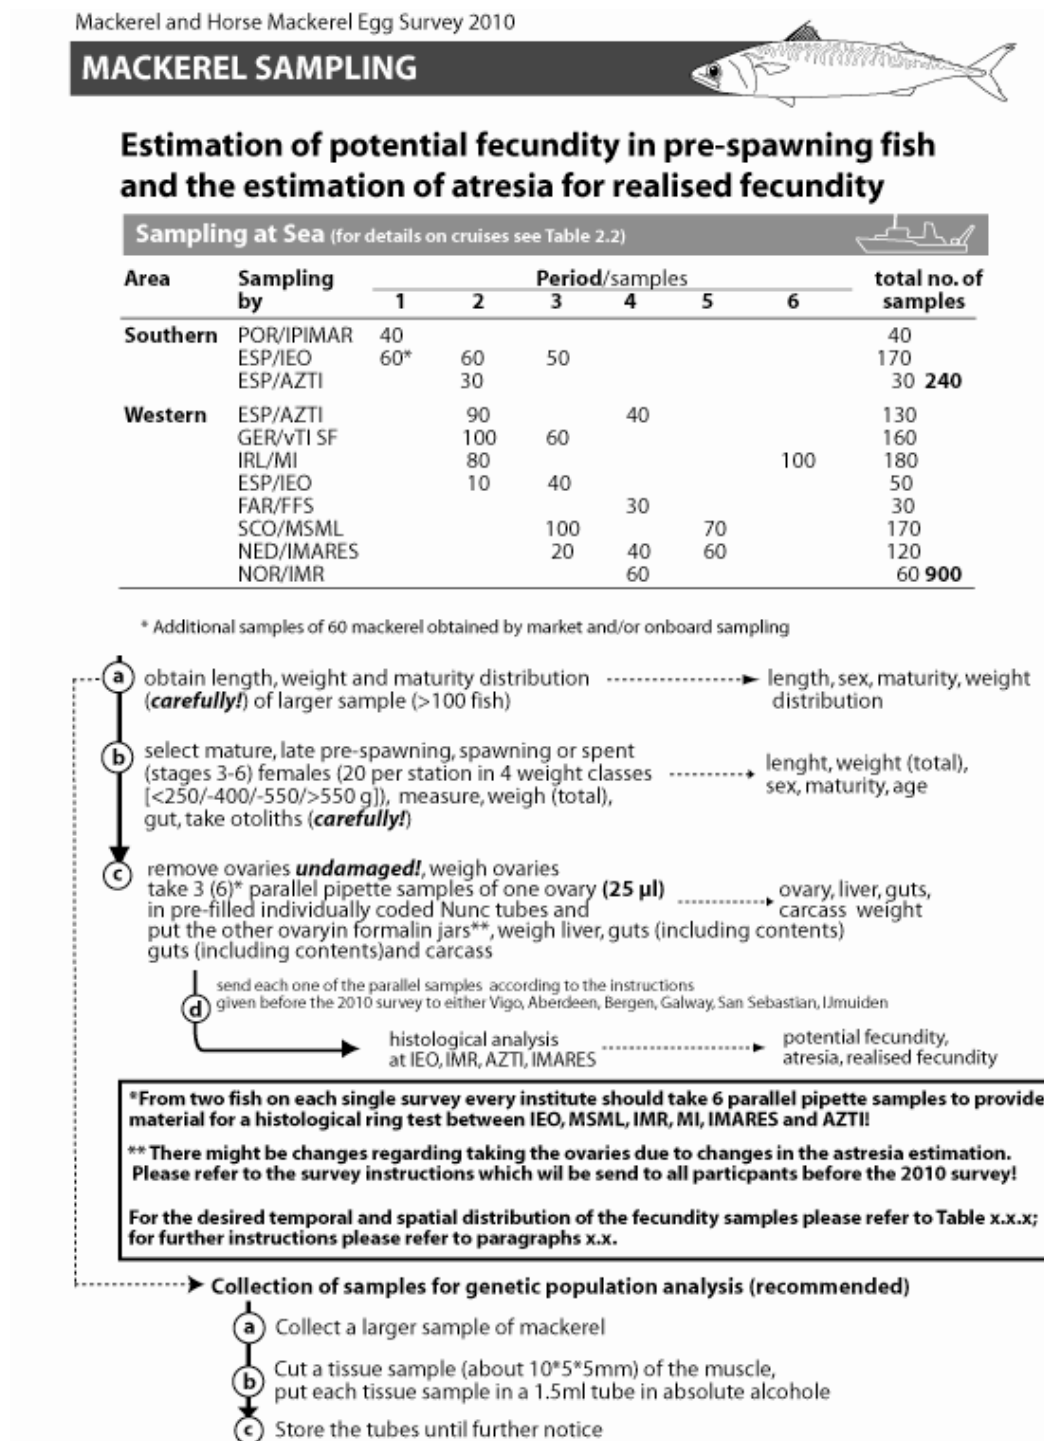 Mackerel and Horse Mackerel Egg Survey 2010
MACKEREL SAMPLING
Estimation of potential fecundity in pre-spawning fish
and the estimation of atresia for realised fecundity
Sampling at Sea (for details on cruises see Table 2.2)
Area Sampling Period/samples total no. of
by 1 2 3 4 5 6 samples
Southern POR/IPIMAR 40 40
ESP/IEO 60* 60 50 170
ESP/AZTI 30 30 240
Western ESP/AZTI 90 40 130
GER/vTI SF 100 60 160
IRL/MI 80 100 180
ESP/IEO 10 40 50
FAR/FFS 30 30
SCO/MSML 100 70 170
NED/IMARES 20 40 60 120
NOR/IMR 60 60 900
* Additional samples of 60 mackerel obtained by market and/or onboard sampling
a obtain length, weight and maturity distribution length, sex, maturity, weight
(carefully!) of larger sample (>100 fish) distribution
b select mature, late pre-spawning, spawning or spent
(stages 3-6) females (20 per station in 4 weight classes lenght, weight (total),
[<250/-400/-550/>550 g]), measure, weigh (total), sex, maturity, age
gut, take otoliths (carefully!)
c remove ovaries undamaged!, weigh ovaries
take 3 (6)* parallel pipette samples of one ovary (25 µl) ovary, liver, guts,
in pre-filled individually coded Nunc tubes and carcass weight
put the other ovaryin formalin jars**, weigh liver, guts (including contents)
guts (including contents)and carcass
send each one of the parallel samples according to the instructions
d given before the 2010 survey to either Vigo, Aberdeen, Bergen, Galway, San Sebastian, IJmuiden
histological analysis potential fecundity,
at IEO, IMR, AZTI, IMARES atresia, realised fecundity
*From two fish on each single survey every institute should take 6 parallel pipette samples to provide
material for a histological ring test between IEO, MSML, IMR, MI, IMARES and AZTI!
** There might be changes regarding taking the ovaries due to changes in the astresia estimation.
Please refer to the survey instructions which wil be send to all particpants before the 2010 survey!
For the desired temporal and spatial distribution of the fecundity samples please refer to Table x.x.x;
for further instructions please refer to paragraphs x.x.
Collection of samples for genetic population analysis (recommended)
a Collect a larger sample of mackerel
b Cut a tissue sample (about 10*5*5mm) of the muscle,
put each tissue sample in a 1.5ml tube in absolute alcohole
c Store the tubes until further notice